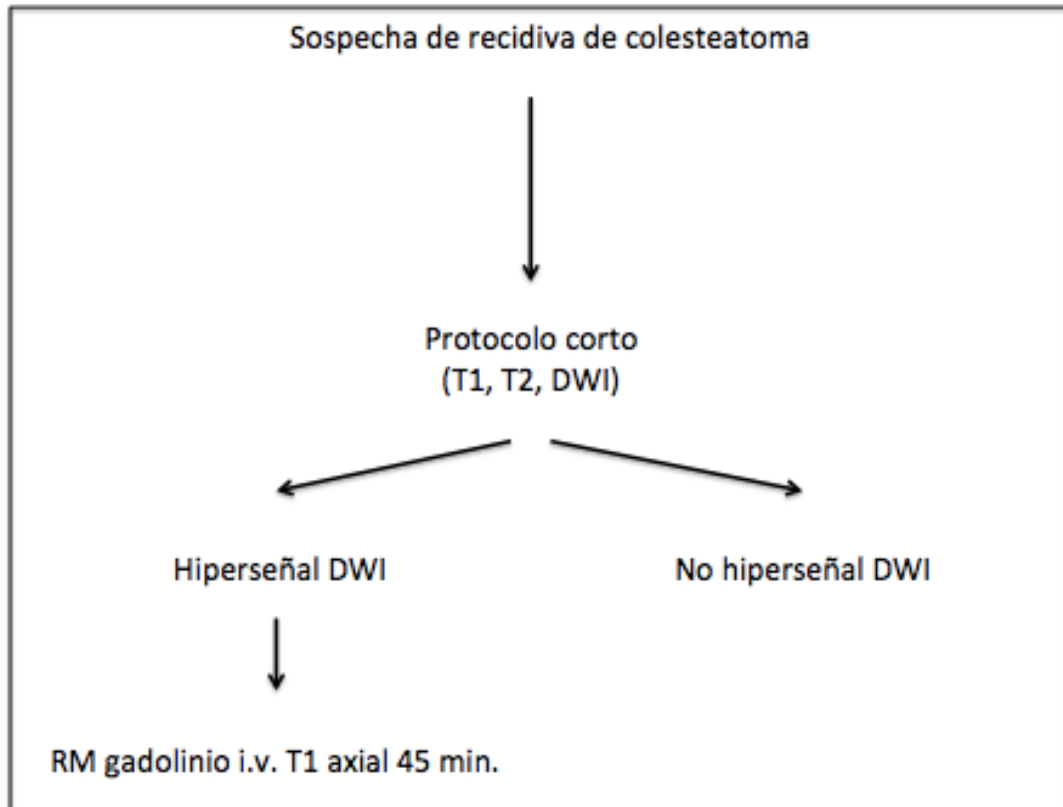 Sospecha de recidiva de colesteatoma
Protocolo corto
(T1, T2, DWI)
Hiperseñal DWI
No hiperseñal DWI
RM gadolinio i.v. T1 axial 45 min.